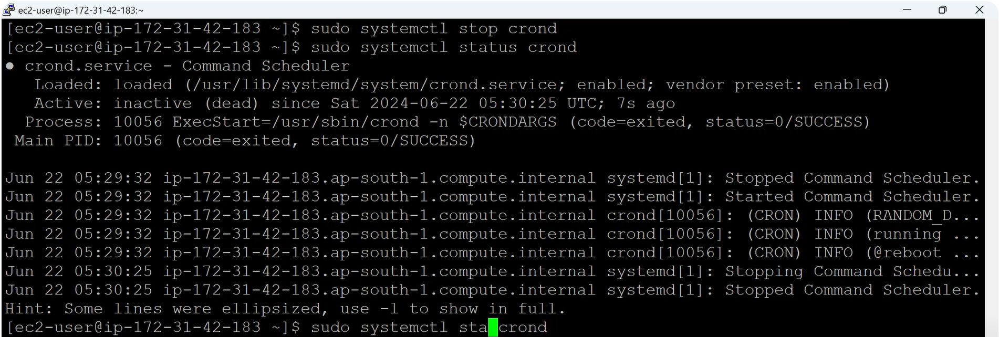 ec2-user@ip-172-31-42-183:~
[ec2-user@ip-172-31-42-183 ~]$ sudo systemctl stop crond
[ec2-user@ip-172-31-42-183 ~]$ sudo systemctl status crond
● crond.service - Command Scheduler
   Loaded: loaded (/usr/lib/systemd/system/crond.service; enabled; vendor preset: enabled)
   Active: inactive (dead) since Sat 2024-06-22 05:30:25 UTC; 7s ago
  Process: 10056 ExecStart=/usr/sbin/crond -n $CRONDARGS (code=exited, status=0/SUCCESS)
 Main PID: 10056 (code=exited, status=0/SUCCESS)
Jun 22 05:29:32 ip-172-31-42-183.ap-south-1.compute.internal systemd[1]: Stopped Command Scheduler.
Jun 22 05:29:32 ip-172-31-42-183.ap-south-1.compute.internal systemd[1]: Started Command Scheduler.
Jun 22 05:29:32 ip-172-31-42-183.ap-south-1.compute.internal crond[10056]: (CRON) INFO (RANDOM_D...
Jun 22 05:29:32 ip-172-31-42-183.ap-south-1.compute.internal crond[10056]: (CRON) INFO (running ...
Jun 22 05:29:32 ip-172-31-42-183.ap-south-1.compute.internal crond[10056]: (CRON) INFO (@reboot ...
Jun 22 05:30:25 ip-172-31-42-183.ap-south-1.compute.internal systemd[1]: Stopping Command Schedu...
Jun 22 05:30:25 ip-172-31-42-183.ap-south-1.compute.internal systemd[1]: Stopped Command Scheduler.
Hint: Some lines were ellipsized, use -l to show in full.
[ec2-user@ip-172-31-42-183 ~]$ sudo systemctl sta crond